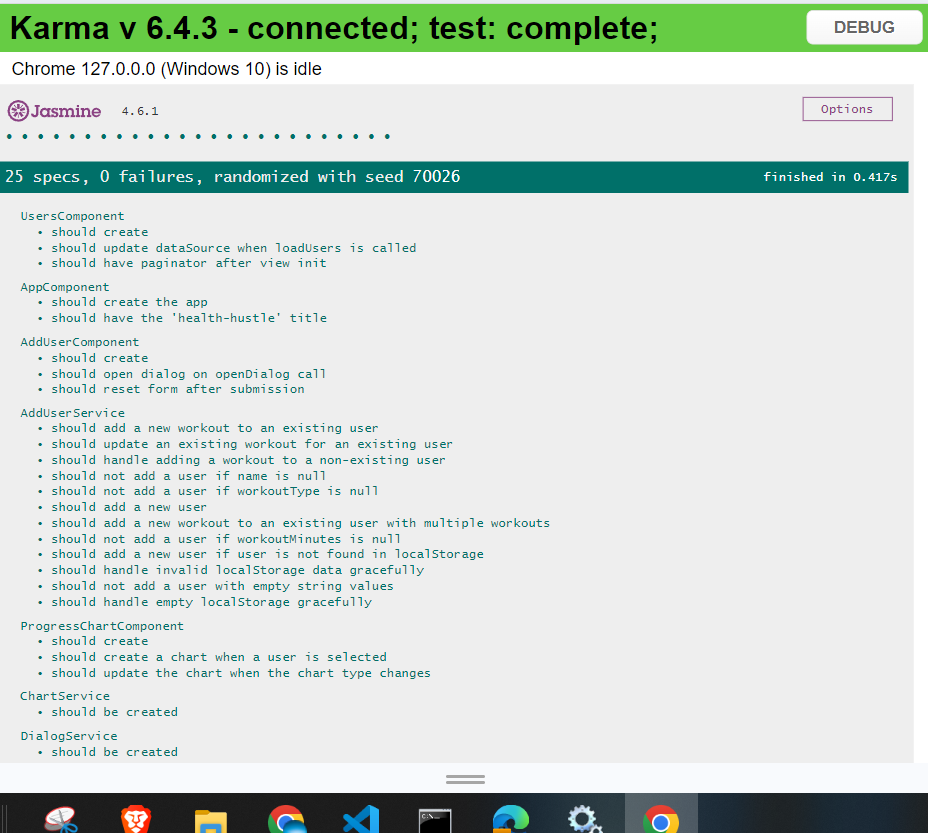 Karma v 6.4.3 - connected; test: complete;
DEBUG
Chrome 127.0.0.0 (Windows 10) is idle
Jasmine 4.6.1
Options
25 specs, 0 failures, randomized with seed 70026
finished in 0.417s
UsersComponent
• should create
• should update dataSource when loadUsers is called
• should have paginator after view init
AppComponent
• should create the app
• should have the 'health-hustle' title
AddUserComponent
• should create
• should open dialog on openDialog call
• should reset form after submission
AddUserService
• should add a new workout to an existing user
• should update an existing workout for an existing user
• should handle adding a workout to a non-existing user
• should not add a user if name is null
• should not add a user if workoutType is null
• should add a new user
• should add a new workout to an existing user with multiple workouts
• should not add a user if workoutMinutes is null
• should add a new user if user is not found in localStorage
• should handle invalid localStorage data gracefully
• should not add a user with empty string values
• should handle empty localStorage gracefully
ProgressChartComponent
• should create
• should create a chart when a user is selected
• should update the chart when the chart type changes
ChartService
• should be created
DialogService
• should be created